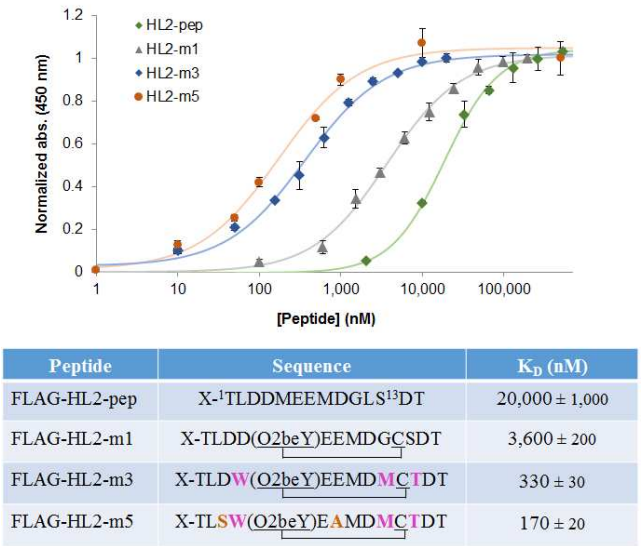 HL2-pep
HL2-m1
HL2-m3
HL2-m5
Normalized abs. (450 nm)
1.2
1
0.8
0.6
0.4
0.2
0
1 10 100 1,000 10,000 100,000
[Peptide] (nM)
Peptide Sequence K_D (nM)
FLAG-HL2-pep X-¹TLDDMEEMDGLS¹³DT 20,000 ± 1,000
FLAG-HL2-m1 X-TLDD(O2beY)EEMDGCSDT 3,600 ± 200
FLAG-HL2-m3 X-TLDW(O2beY)EEMDMCTDT 330 ± 30
FLAG-HL2-m5 X-TLSW(O2beY)EAMDMCTDT 170 ± 20